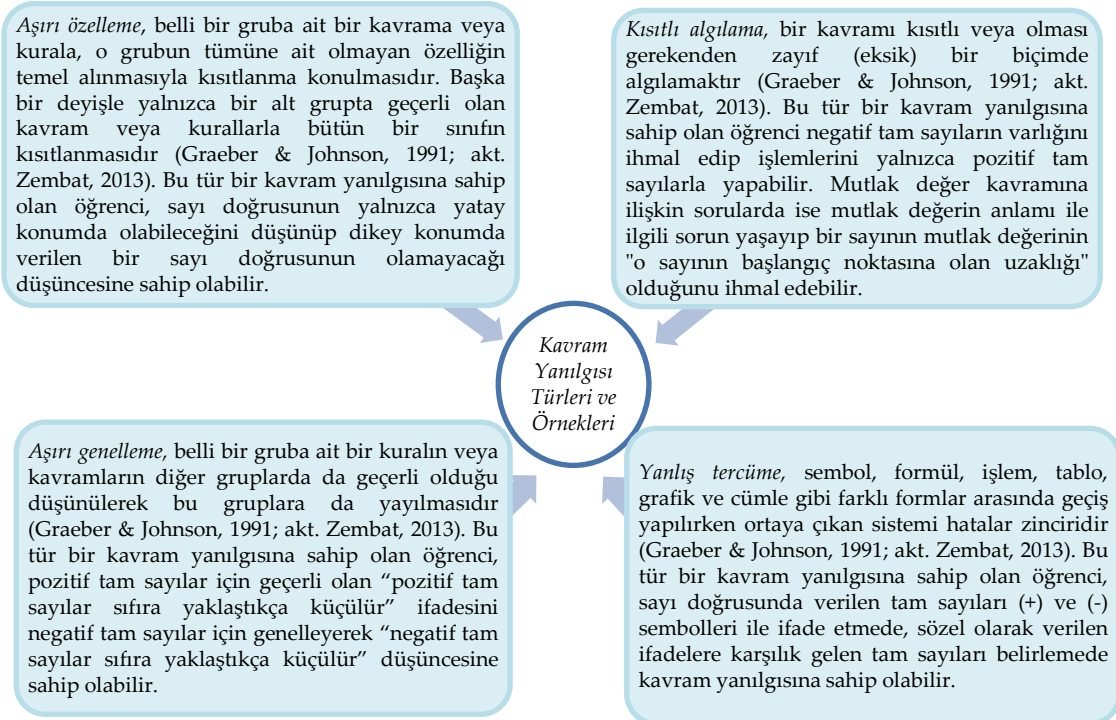 Aşırı özelleme, belli bir gruba ait bir kavrama veya
kurala, o grubun tümüne ait olmayan özelliğin
temel alınmasıyla kısıtlanma konulmasıdır. Başka
bir deyişle yalnızca bir alt grupta geçerli olan
kavram veya kurallarla bütün bir sınıfın
kısıtlanmasıdır (Graeber & Johnson, 1991; akt.
Zembat, 2013). Bu tür bir kavram yanılgısına sahip
olan öğrenci, sayı doğrusunun yalnızca yatay
konumda olabileceğini düşünüp dikey konumda
verilen bir sayı doğrusunun olamayacağı
düşüncesine sahip olabilir.
Kısıtlı algılama, bir kavramı kısıtlı veya olması
gerekenden zayıf (eksik) bir biçimde
algılamaktır (Graeber & Johnson, 1991; akt.
Zembat, 2013). Bu tür bir kavram yanılgısına
sahip olan öğrenci negatif tam sayıların varlığını
ihmal edip işlemlerini yalnızca pozitif tam
sayılarla yapabilir. Mutlak değer kavramına
ilişkin sorularda ise mutlak değerin anlamı ile
ilgili sorun yaşayıp bir sayının mutlak değerinin
"o sayının başlangıç noktasına olan uzaklığı"
olduğunu ihmal edebilir.
Kavram
Yanılgısı
Türleri ve
Örnekleri
Aşırı genelleme, belli bir gruba ait bir kuralın veya
kavramların diğer gruplarda da geçerli olduğu
düşünülerek bu gruplara da yayılmasıdır
(Graeber & Johnson, 1991; akt. Zembat, 2013). Bu
tür bir kavram yanılgısına sahip olan öğrenci,
pozitif tam sayılar için geçerli olan “pozitif tam
sayılar sıfıra yaklaştıkça küçülür” ifadesini
negatif tam sayılar için genelleyerek “negatif tam
sayılar sıfıra yaklaştıkça küçülür” düşüncesine
sahip olabilir.
Yanlış tercüme, sembol, formül, işlem, tablo,
grafik ve cümle gibi farklı formlar arasında geçiş
yapılırken ortaya çıkan sistemi hatalar zinciridir
(Graeber & Johnson, 1991; akt. Zembat, 2013). Bu
tür bir kavram yanılgısına sahip olan öğrenci,
sayı doğrusunda verilen tam sayıları (+) ve (-)
sembolleri ile ifade etmede, sözel olarak verilen
ifadelere karşılık gelen tam sayıları belirlemede
kavram yanılgısına sahip olabilir.